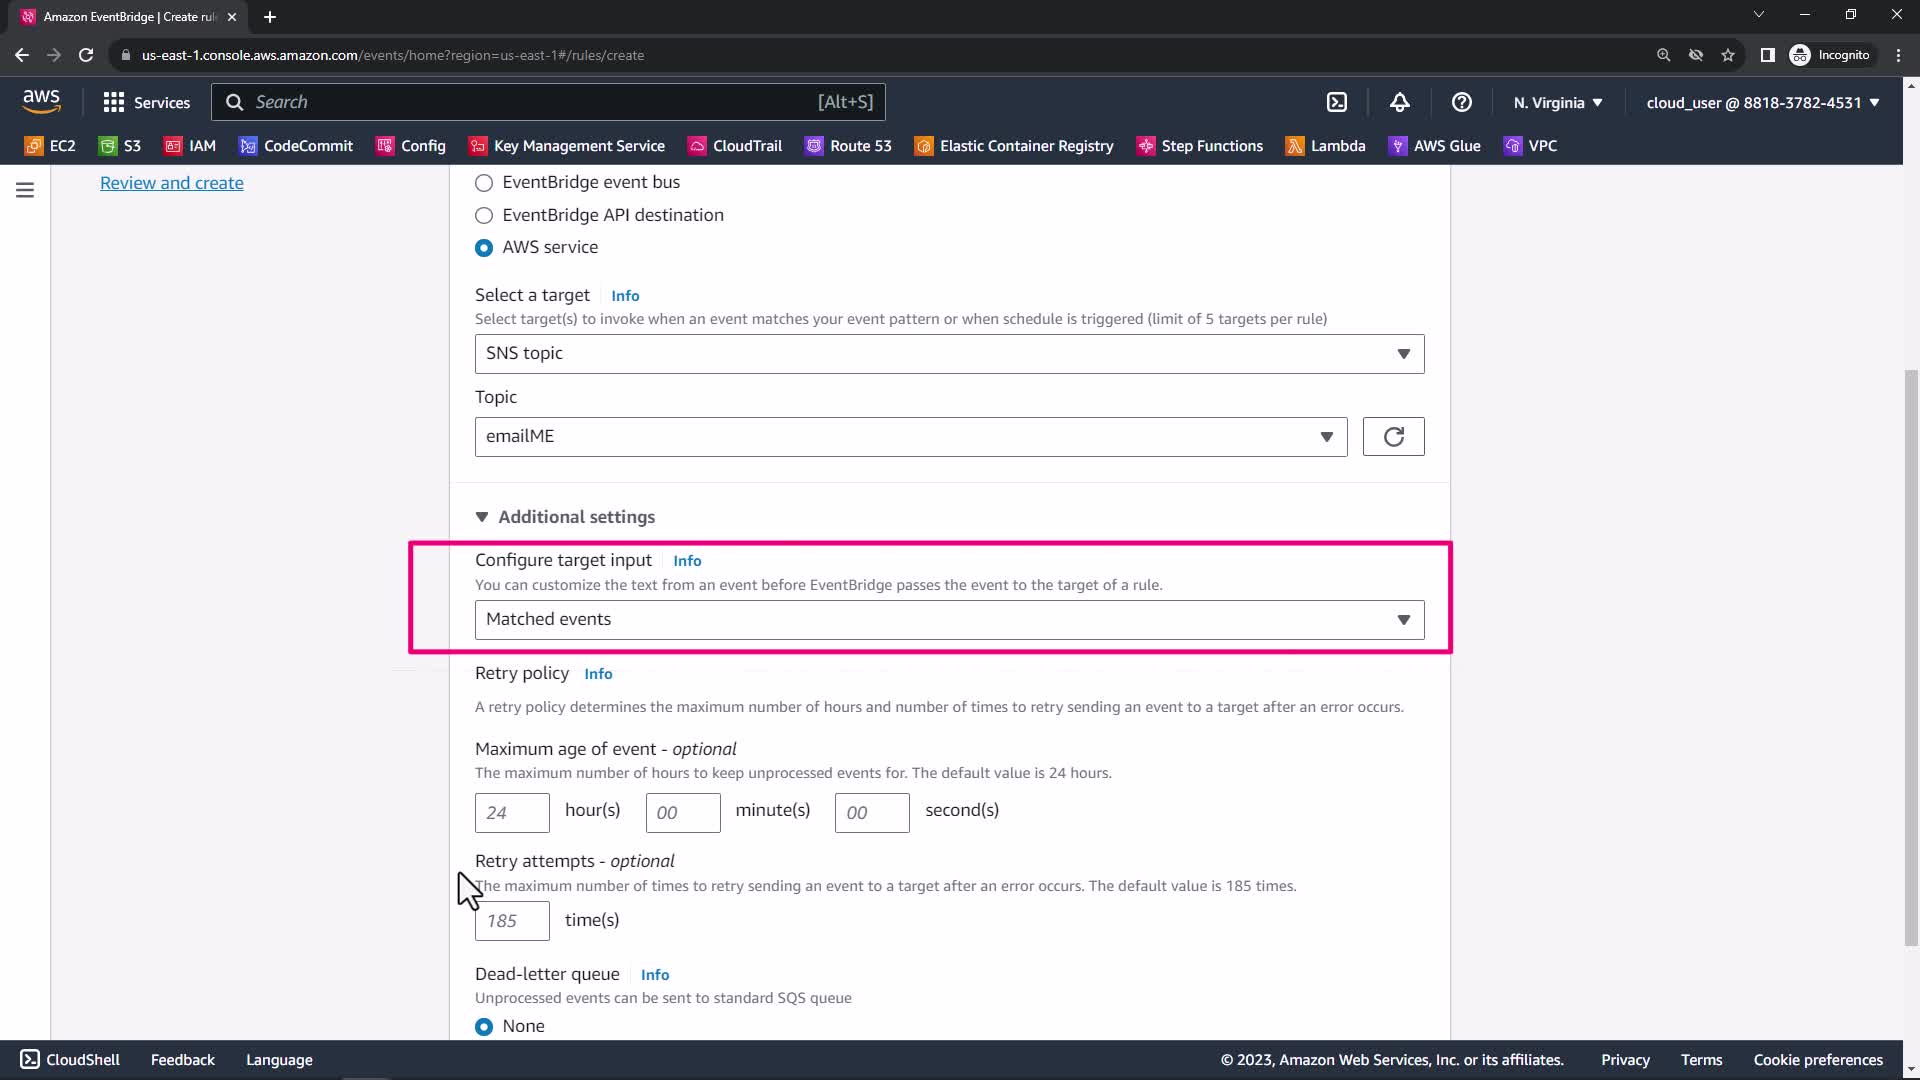 Amazon EventBridge | Create rul
us-east-1.console.aws.amazon.com/events/home?region=us-east-1#/rules/create
Incognito
aws
Services
Search
[Alt+S]
N. Virginia
cloud_user @ 8818-3782-4531
EC2
S3
IAM
CodeCommit
Config
Key Management Service
CloudTrail
Route 53
Elastic Container Registry
Step Functions
Lambda
AWS Glue
VPC
Review and create
EventBridge event bus
EventBridge API destination
AWS service
Select a target Info
Select target(s) to invoke when an event matches your event pattern or when schedule is triggered (limit of 5 targets per rule)
SNS topic
Topic
emailME
Additional settings
Configure target input Info
You can customize the text from an event before EventBridge passes the event to the target of a rule.
Matched events
Retry policy Info
A retry policy determines the maximum number of hours and number of times to retry sending an event to a target after an error occurs.
Maximum age of event - optional
The maximum number of hours to keep unprocessed events for. The default value is 24 hours.
24 hour(s) 00 minute(s) 00 second(s)
Retry attempts - optional
The maximum number of times to retry sending an event to a target after an error occurs. The default value is 185 times.
185 time(s)
Dead-letter queue Info
Unprocessed events can be sent to standard SQS queue
None
CloudShell
Feedback
Language
© 2023, Amazon Web Services, Inc. or its affiliates.
Privacy
Terms
Cookie preferences